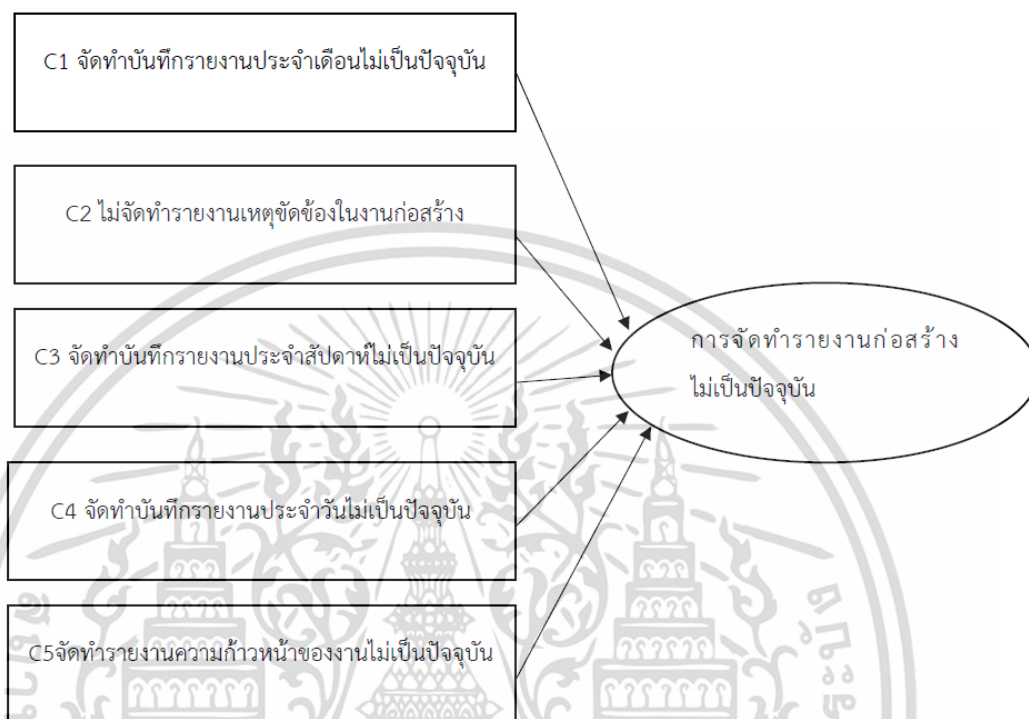 C1 จัดทำบันทึกรายงานประจำเดือนไม่เป็นปัจจุบัน
C2 ไม่จัดทำรายงานเหตุขัดข้องในงานก่อสร้าง
C3 จัดทำบันทึกรายงานประจำสัปดาห์ไม่เป็นปัจจุบัน
การจัดทำรายงานก่อสร้าง
ไม่เป็นปัจจุบัน
C4 จัดทำบันทึกรายงานประจำวันไม่เป็นปัจจุบัน
C5จัดทำรายงานความก้าวหน้าของงานไม่เป็นปัจจุบัน